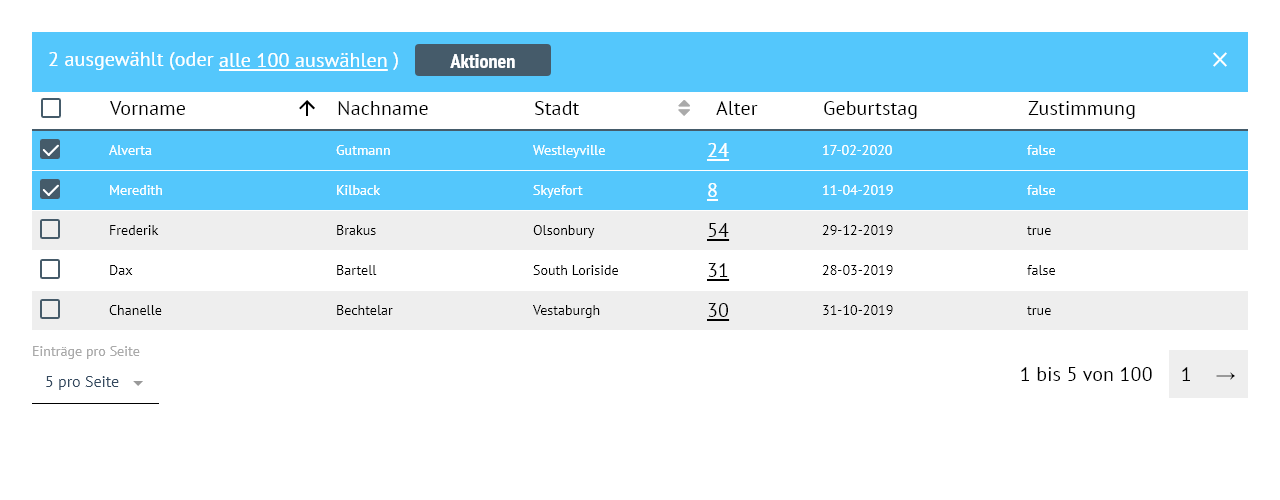 2 ausgewählt (oder alle 100 auswählen ) Aktionen
Vorname Nachname Stadt Alter Geburtstag Zustimmung
Alverta Gutmann Westleyville 24 17-02-2020 false
Meredith Kilback Skyefort 8 11-04-2019 false
Frederik Brakus Olsonbury 54 29-12-2019 true
Dax Bartell South Loriside 31 28-03-2019 false
Chanelle Bechtelar Vestaburgh 30 31-10-2019 true
Einträge pro Seite
5 pro Seite
1 bis 5 von 100 1 →